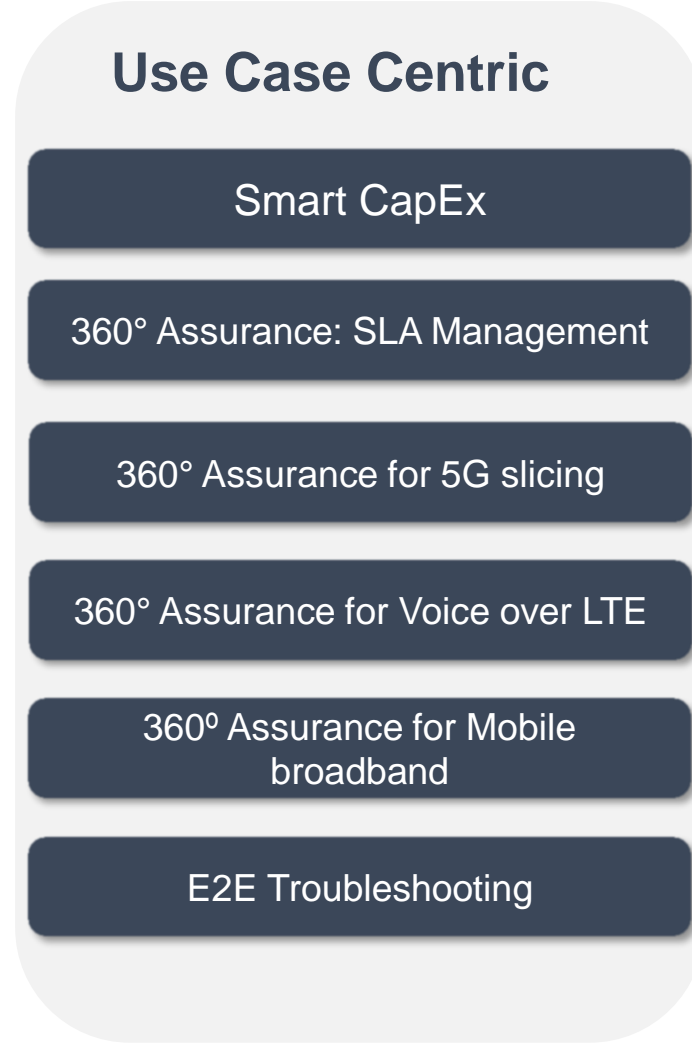 Use Case Centric
Smart CapEx
360° Assurance: SLA Management
360° Assurance for 5G slicing
360° Assurance for Voice over LTE
360º Assurance for Mobile
broadband
E2E Troubleshooting